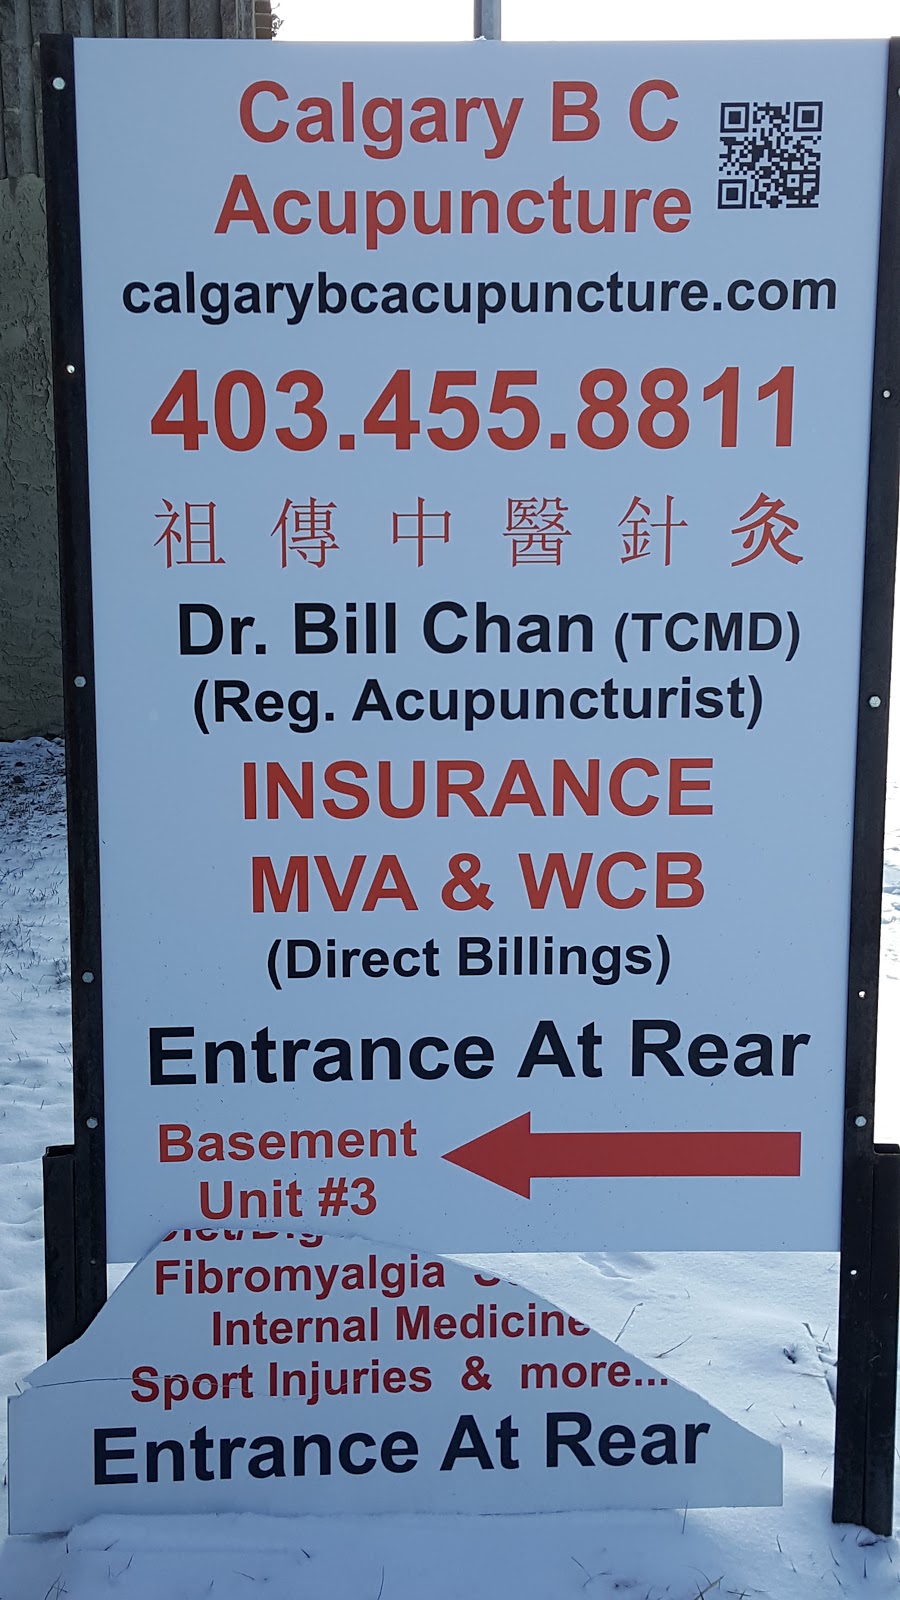 Calgary B C
Acupuncture
calgarybcacupuncture.com
403.455.8811
祖 傳 中 醫 針 灸
Dr. Bill Chan (TCMD)
(Reg. Acupuncturist)
INSURANCE
MVA & WCB
(Direct Billings)
Entrance At Rear
Basement
Unit #3
Fibromyalgia
Internal Medicine
Sport Injuries & more...
Entrance At Rear